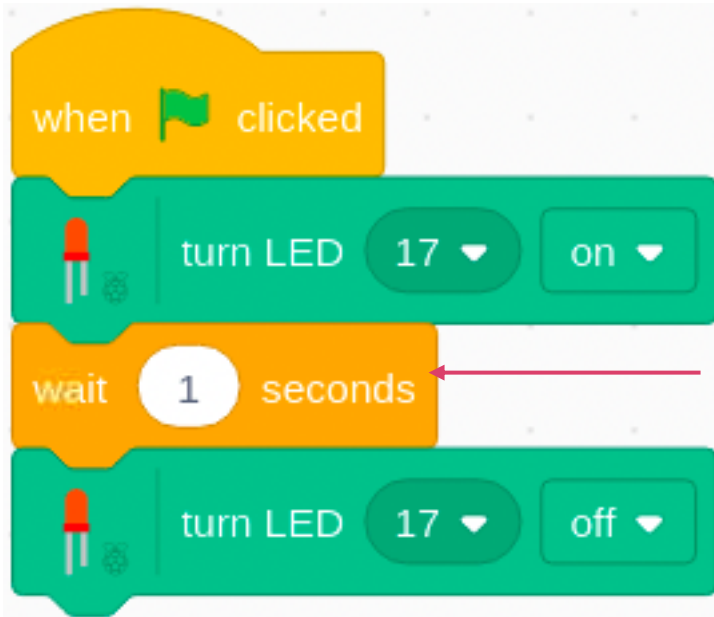 when clicked
turn LED 17 on
wait 1 seconds
turn LED 17 off